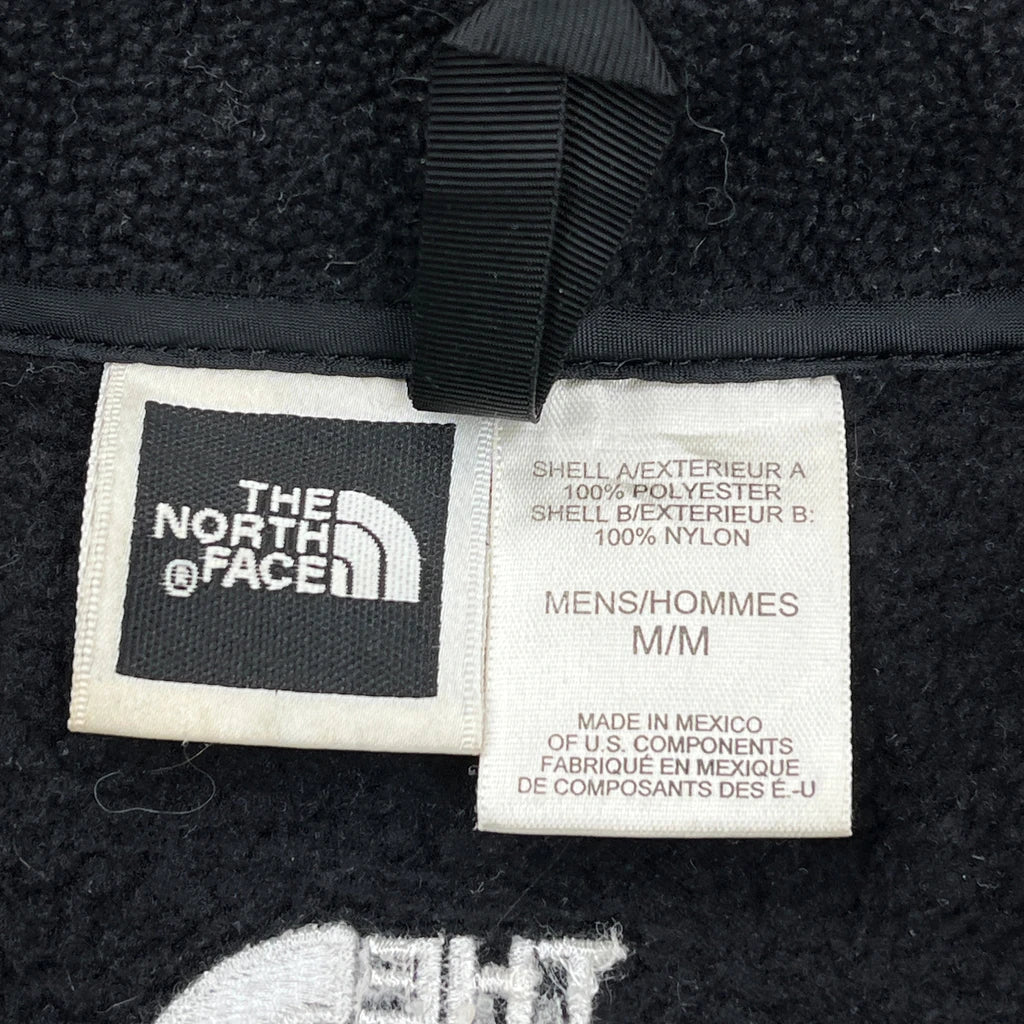 THE
NORTH
® FACE
SHELL A/EXTERIEUR A
100% POLYESTER
SHELL B/EXTERIEUR B:
100% NYLON
MENS/HOMMES
M/M
MADE IN MEXICO
OF U.S. COMPONENTS
FABRIQUÉ EN MEXIQUE
DE COMPOSANTS DES É.-U
THE